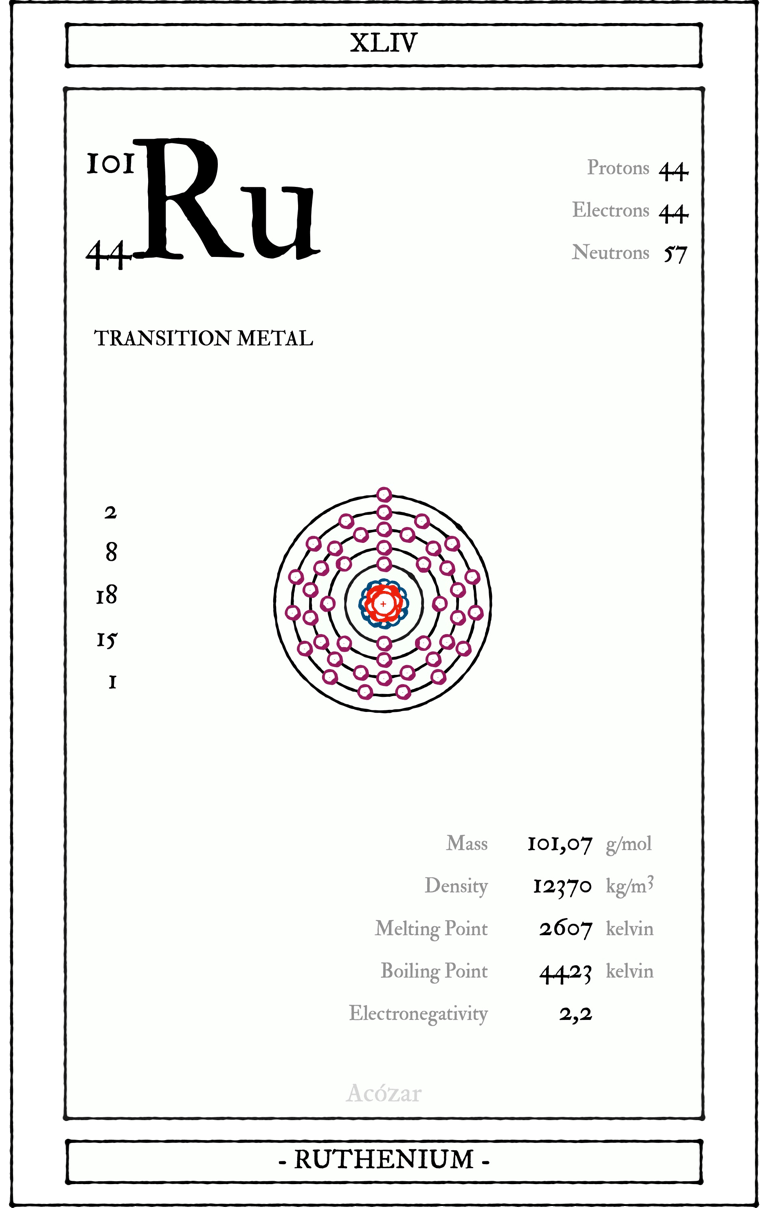 XLIV
101
44
Ru
Protons 44
Electrons 44
Neutrons 57
TRANSITION METAL
2
8
18
15
1
+
Mass 101,07 g/mol
Density 12370 kg/m³
Melting Point 2607 kelvin
Boiling Point 4423 kelvin
Electronegativity 2,2
Acózar
- RUTHENIUM -